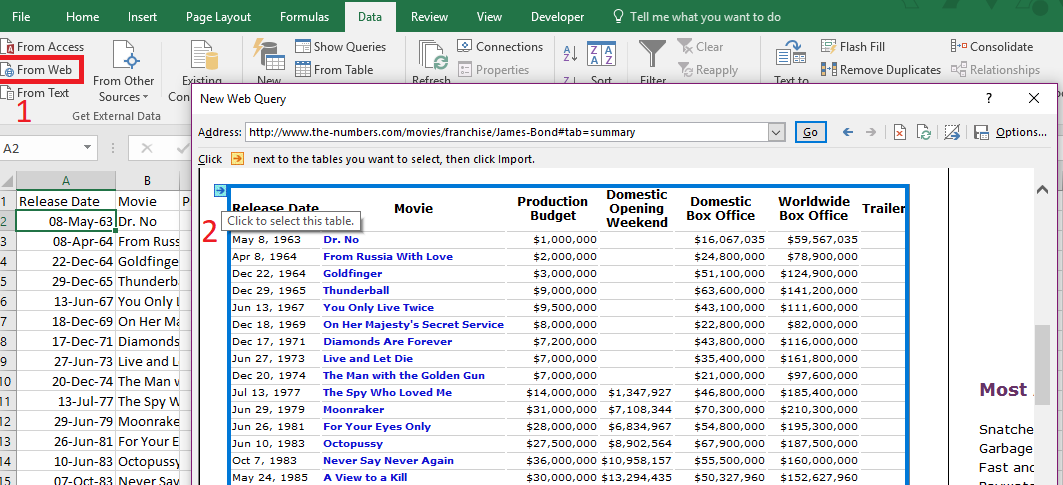 File Home Insert Page Layout Formulas Data Review View Developer Tell me what you want to do
From Access
From Web
From Text
1
From Other
Sources
Existing
Con
Get External Data
New
Show Queries
From Table
Refresh
Connections
Properties
Sort
Filter
Clear
Reapply
Text to
Flash Fill
Remove Duplicates
Consolidate
Relationships
New Web Query ?
Address: http://www.the-numbers.com/movies/franchise/James-Bond#tab=summary Go Options...
Click next to the tables you want to select, then click Import.
A2
A B
1 Release Date Movie P
2 08-May-63 Dr. No
3 08-Apr-64 From Russ
4 22-Dec-64 Goldfinge
5 29-Dec-65 Thunderb
6 13-Jun-67 You Only L
7 18-Dec-69 On Her Ma
8 17-Dec-71 Diamonds
9 27-Jun-73 Live and L
10 20-Dec-74 The Man w
11 13-Jul-77 The Spy W
12 29-Jun-79 Moonrake
13 26-Jun-81 For Your E
14 10-Jun-83 Octopussy
15 07-Oct-83 Never Say
2
Click to select this table.
Release Date Movie Production Budget Domestic Opening Weekend Domestic Box Office Worldwide Box Office Trailer
May 8, 1963 Dr. No $1,000,000 $16,067,035 $59,567,035
Apr 8, 1964 From Russia With Love $2,000,000 $24,800,000 $78,900,000
Dec 22, 1964 Goldfinger $3,000,000 $51,100,000 $124,900,000
Dec 29, 1965 Thunderball $9,000,000 $63,600,000 $141,200,000
Jun 13, 1967 You Only Live Twice $9,500,000 $43,100,000 $111,600,000
Dec 18, 1969 On Her Majesty's Secret Service $8,000,000 $22,800,000 $82,000,000
Dec 17, 1971 Diamonds Are Forever $7,200,000 $43,800,000 $116,000,000
Jun 27, 1973 Live and Let Die $7,000,000 $35,400,000 $161,800,000
Dec 20, 1974 The Man with the Golden Gun $7,000,000 $21,000,000 $97,600,000
Jul 13, 1977 The Spy Who Loved Me $14,000,000 $1,347,927 $46,800,000 $185,400,000
Jun 29, 1979 Moonraker $31,000,000 $7,108,344 $70,300,000 $210,300,000
Jun 26, 1981 For Your Eyes Only $28,000,000 $6,834,967 $54,800,000 $195,300,000
Jun 10, 1983 Octopussy $27,500,000 $8,902,564 $67,900,000 $187,500,000
Oct 7, 1983 Never Say Never Again $36,000,000 $10,958,157 $55,500,000 $160,000,000
May 24, 1985 A View to a Kill $30,000,000 $13,294,435 $50,327,960 $152,627,960
Most
Snatche
Garbage
Fast and